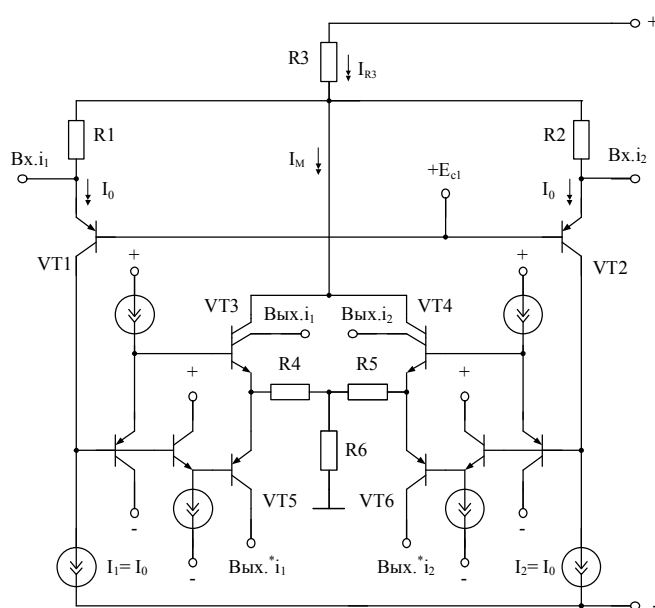 +
R3
I_R3
R1
R2
Вх.i₁
Вх.i₂
I_M
+E_c1
I₀
I₀
VT1
VT2
+
+
VT3
VT4
Вых.i₁
Вых.i₂
R4
R5
+
+
R6
VT5
VT6
-
-
-
-
I₁= I₀
Вых.*i₁
Вых.*i₂
I₂= I₀